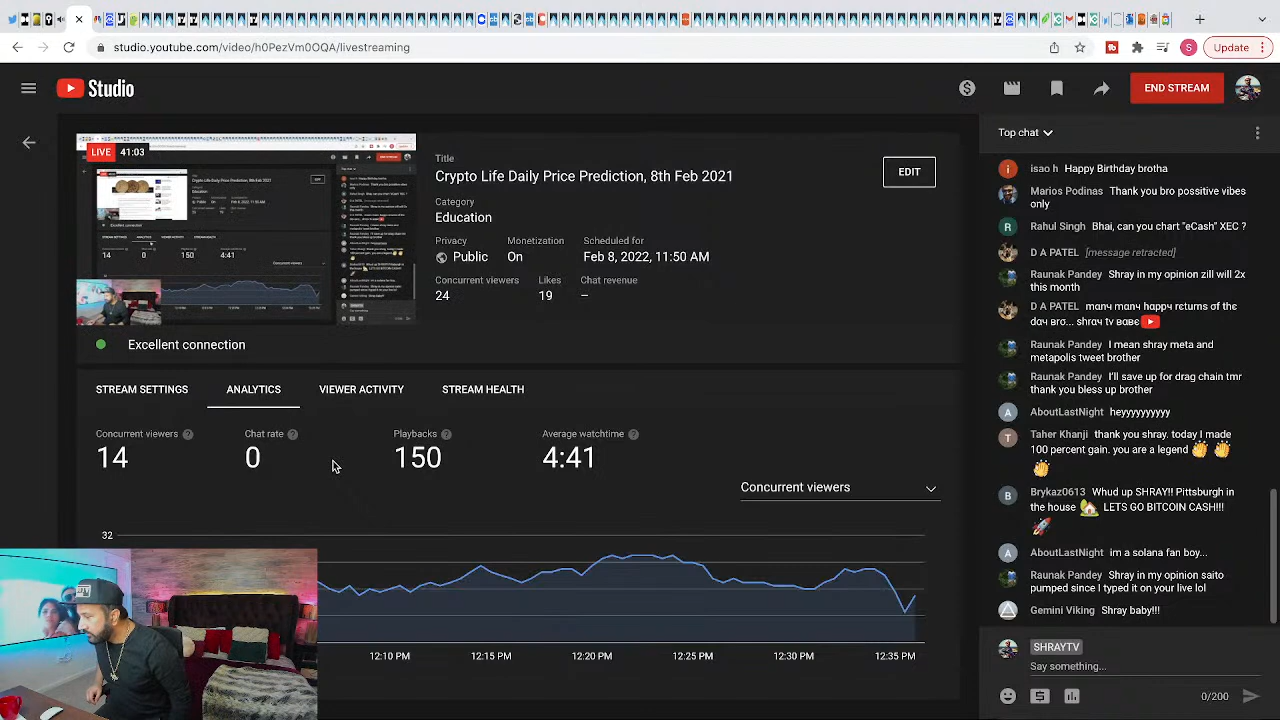 studio.youtube.com/video/h0PezVm0OQA/livestreaming
S
Update
Studio
END STREAM
LIVE 41:03
Title
Crypto Life Daily Price Prediction, 8th Feb 2021
EDIT
Category
Education
Privacy
Public
Moderation
On
Scheduled for
Feb 8, 2022, 11:50 AM
Concurrent viewers
24
Likes
19
Chat revenue
–
Excellent connection
STREAM SETTINGS
ANALYTICS
VIEWER ACTIVITY
STREAM HEALTH
Concurrent viewers
14
Chat rate
0
Playbacks
150
Average watchtime
4:41
Concurrent viewers
32
12:10 PM
12:15 PM
12:20 PM
12:25 PM
12:30 PM
12:35 PM
Top chat
Marios Pournos Thank you bro positive vibes
only
Rahul Singh Shray can you chart "eCash" XEC
D A PATEL [message retracted]
Raunak Pandey Shray in my opinion zill will 2x
this month
D A PATEL many many happy returns of the
day bro... shray tv babe
Raunak Pandey I mean shray meta and
metapolis tweet brother
Raunak Pandey I'll save up for drag chain tmr
thank you bless up brother
A AboutLastNight heyyyyyyyyy
T Taher Khanji thank you shray. today I made
100 percent gain. you are a legend 👏 👏
👏
B Brykaz0613 Whud up SHRAY!! Pittsburgh in
the house 🏡 LETS GO BITCOIN CASH!!!
🚀
A AboutLastNight im a solana fan boy...
Raunak Pandey Shray in my opinion saito
pumped since I typed it on your live lol
Gemini Viking Shray baby!!!
SHRAYTV
Say something...
0/200